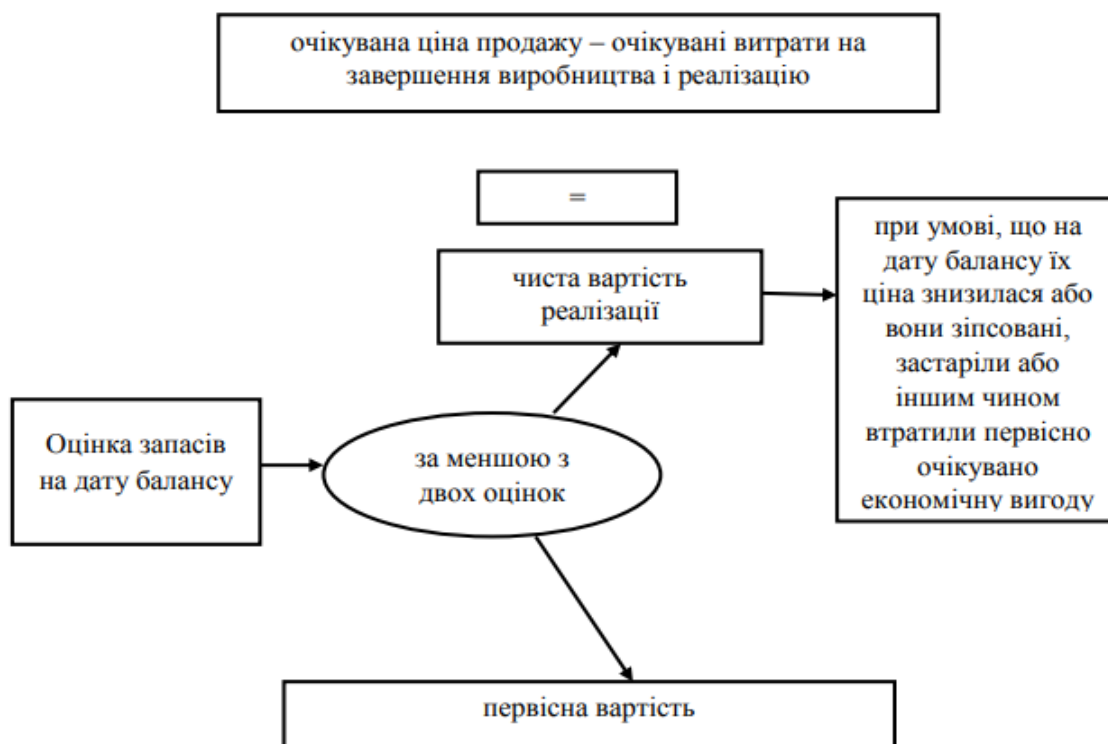 очікувана ціна продажу – очікувані витрати на
завершення виробництва і реалізацію
=
чиста вартість
реалізації
при умові, що на
дату балансу їх
ціна знизилася або
вони зіпсовані,
застаріли або
іншим чином
втратили первісно
очікувано
економічну вигоду
Оцінка запасів
на дату балансу
за меншою з
двох оцінок
первісна вартість